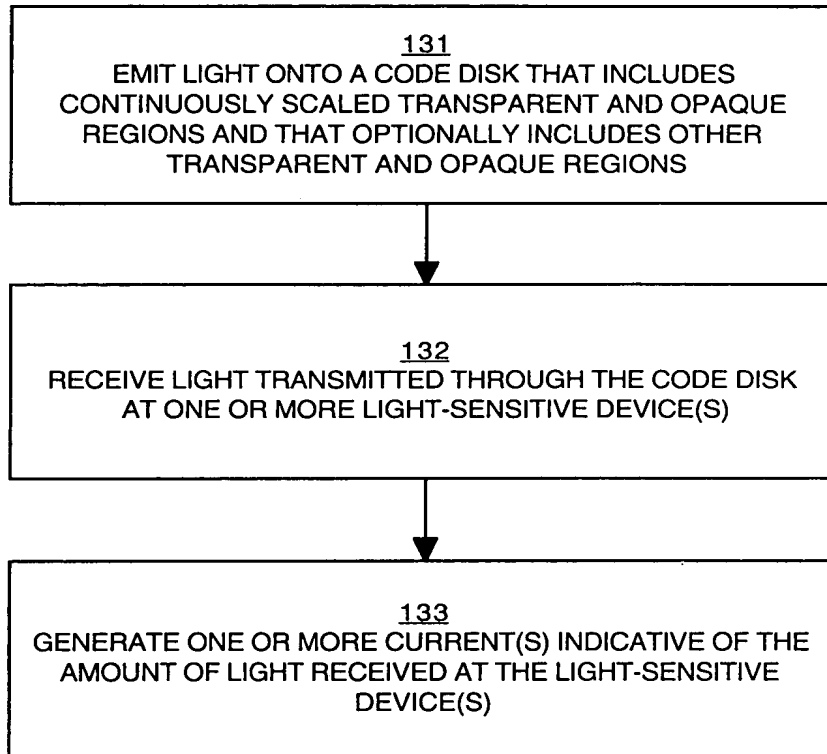 131
EMIT LIGHT ONTO A CODE DISK THAT INCLUDES
CONTINUOUSLY SCALED TRANSPARENT AND OPAQUE
REGIONS AND THAT OPTIONALLY INCLUDES OTHER
TRANSPARENT AND OPAQUE REGIONS
132
RECEIVE LIGHT TRANSMITTED THROUGH THE CODE DISK
AT ONE OR MORE LIGHT-SENSITIVE DEVICE(S)
133
GENERATE ONE OR MORE CURRENT(S) INDICATIVE OF THE
AMOUNT OF LIGHT RECEIVED AT THE LIGHT-SENSITIVE
DEVICE(S)